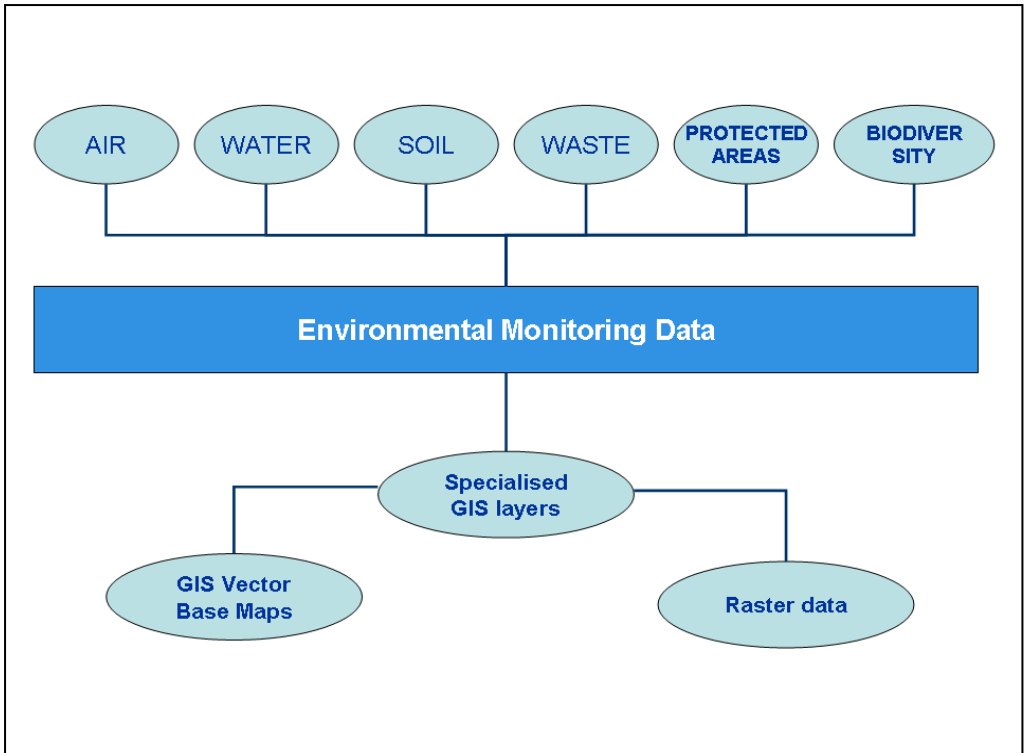 AIR
WATER
SOIL
WASTE
PROTECTED
AREAS
BIODIVER
SITY
Environmental Monitoring Data
Specialised
GIS layers
GIS Vector
Base Maps
Raster data